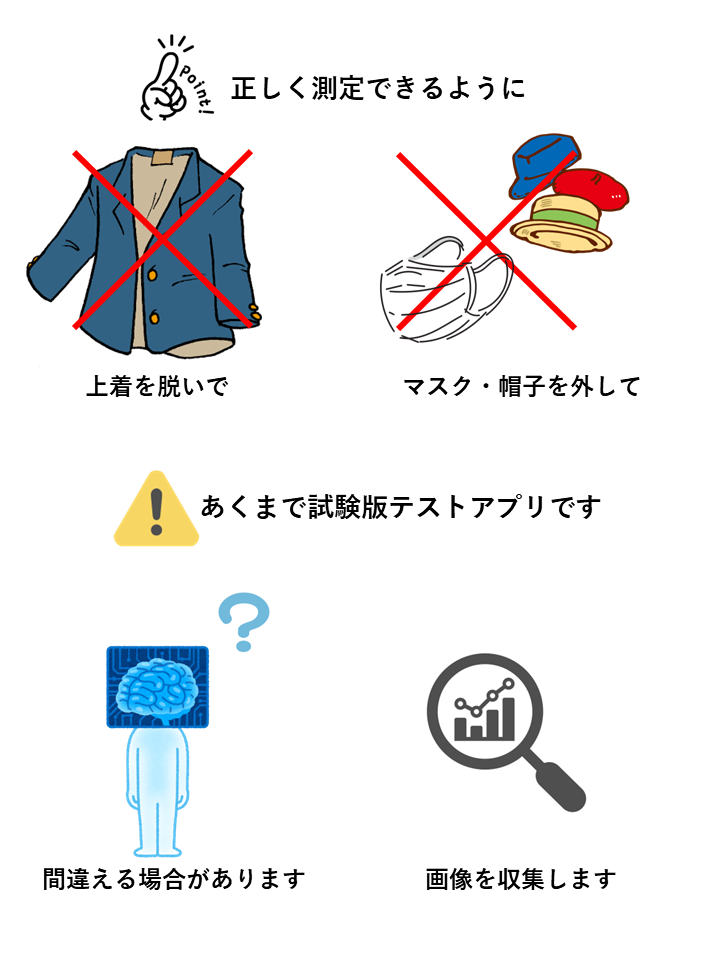 Point!
正しく測定できるように
上着を脱いで
マスク・帽子を外して
あくまで試験版テストアプリです
間違える場合があります
画像を収集します